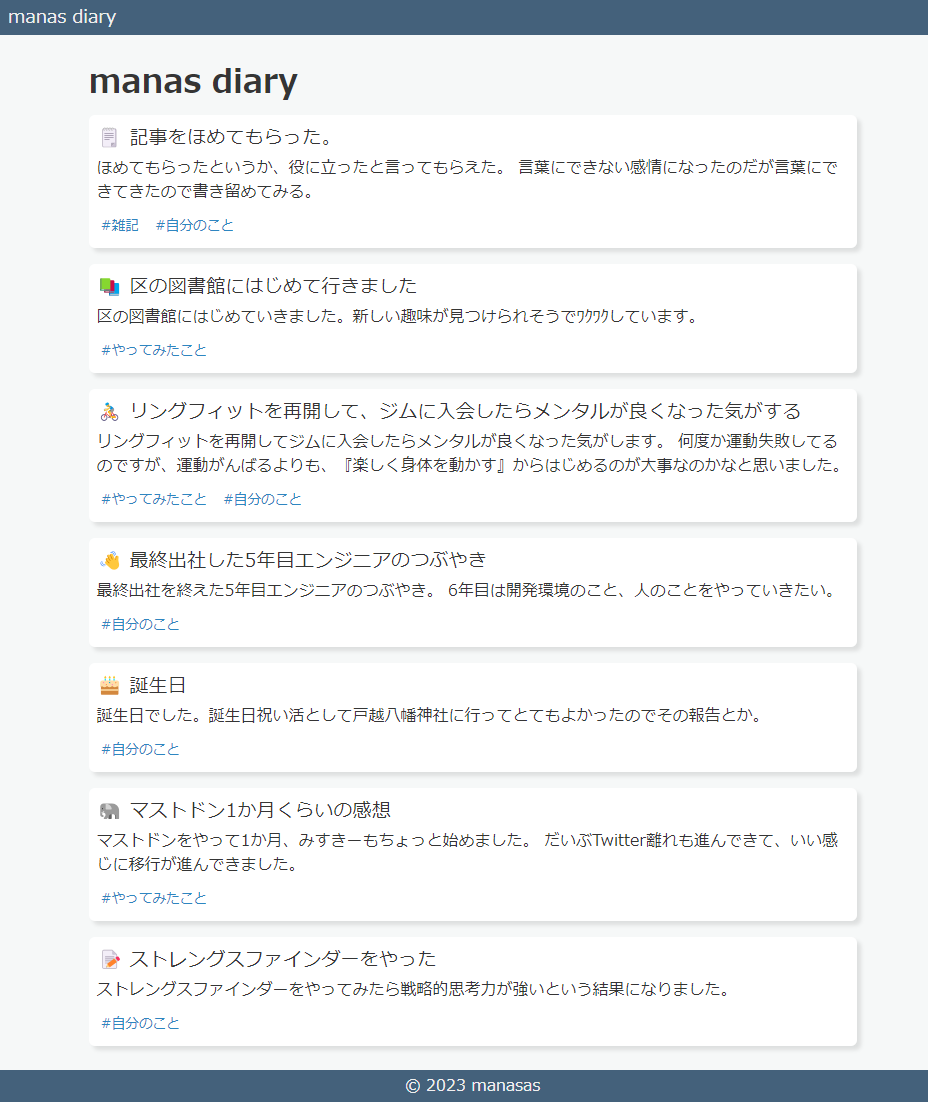 manas diary
manas diary
記事をほめてもらった。
ほめてもらったというか、役に立ったと言ってもらえた。 言葉にできない感情になったのだが言葉にで
きてきたので書き留めてみる。
#雑記 #自分のこと
区の図書館にはじめて行きました
区の図書館にはじめていきました。新しい趣味が見つけられそうでﾜｸﾜｸしています。
#やってみたこと
リングフィットを再開して、ジムに入会したらメンタルが良くなった気がする
リングフィットを再開してジムに入会したらメンタルが良くなった気がします。 何度か運動失敗してる
のですが、運動がんばるよりも、『楽しく身体を動かす』からはじめるのが大事なのかなと思いました。
#やってみたこと #自分のこと
最終出社した5年目エンジニアのつぶやき
最終出社を終えた5年目エンジニアのつぶやき。 6年目は開発環境のこと、人のことをやっていきたい。
#自分のこと
誕生日
誕生日でした。誕生日祝い活として戸越八幡神社に行ってとてもよかったのでその報告とか。
#自分のこと
マストドン1か月くらいの感想
マストドンをやって1か月、みすきーもちょっと始めました。 だいぶTwitter離れも進んできて、いい感
じに移行が進んできました。
#やってみたこと
ストレングスファインダーをやった
ストレングスファインダーをやってみたら戦略的思考力が強いという結果になりました。
#自分のこと
© 2023 manasas